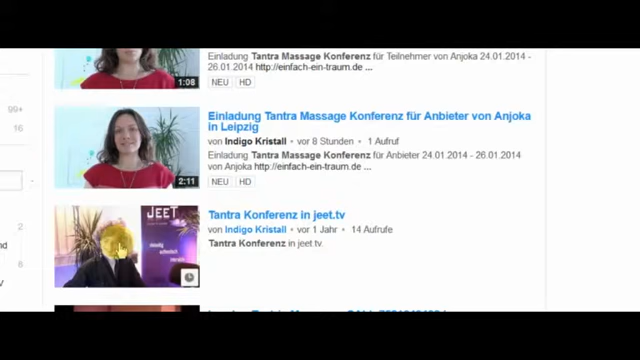 Einladung Tantra Massage Konferenz für Teilnehmer von Anjoka 24.01.2014 -
26.01.2014 http://einfach-ein-traum.de ...
1:08
NEU HD
99+
16
Einladung Tantra Massage Konferenz für Anbieter von Anjoka
in Leipzig
von Indigo Kristall • vor 8 Stunden • 1 Aufruf
Einladung Tantra Massage Konferenz für Anbieter 24.01.2014 - 26.01.2014
von Anjoka http://einfach-ein-traum.de ...
2:11
NEU HD
Tantra Konferenz in jeet.tv
von Indigo Kristall • vor 1 Jahr • 14 Aufrufe
Tantra Konferenz in jeet tv.
JEET
2
nd
6
V